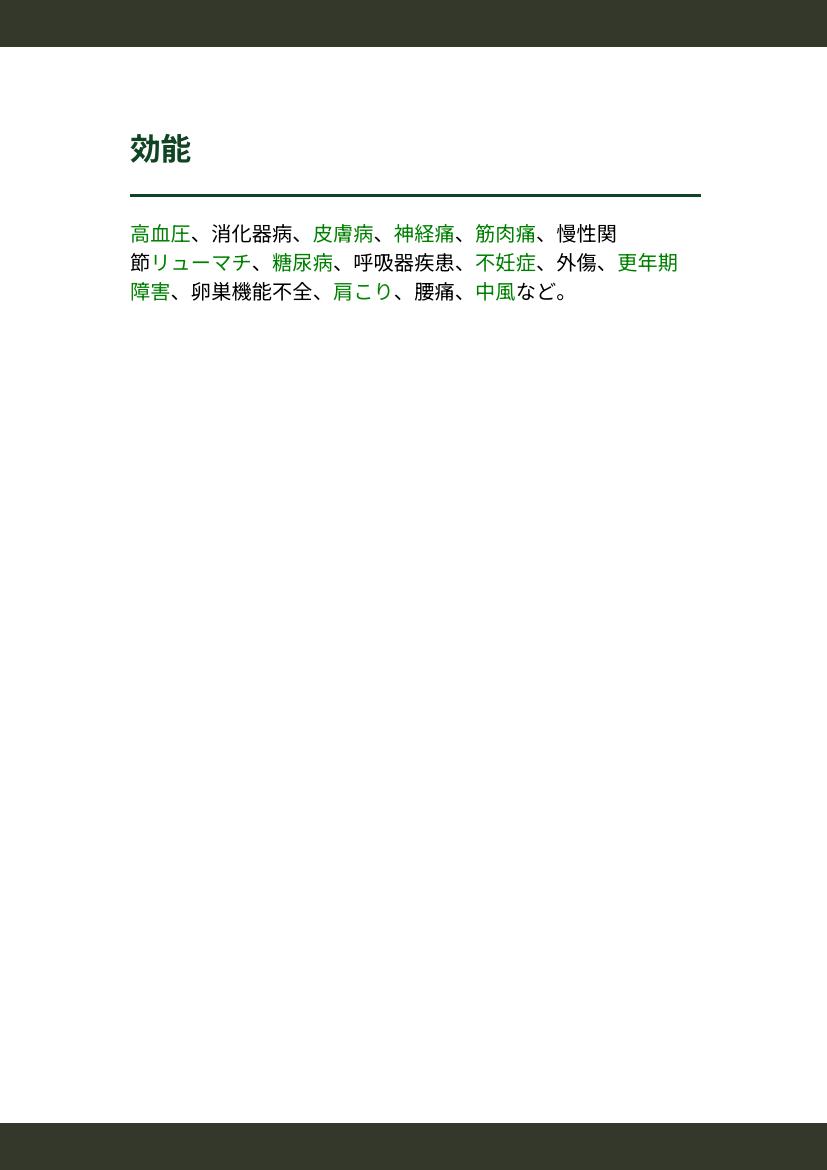 効能
高血圧、消化器病、皮膚病、神経痛、筋肉痛、慢性関
節リューマチ、糖尿病、呼吸器疾患、不妊症、外傷、更年期
障害、卵巣機能不全、肩こり、腰痛、中風など。